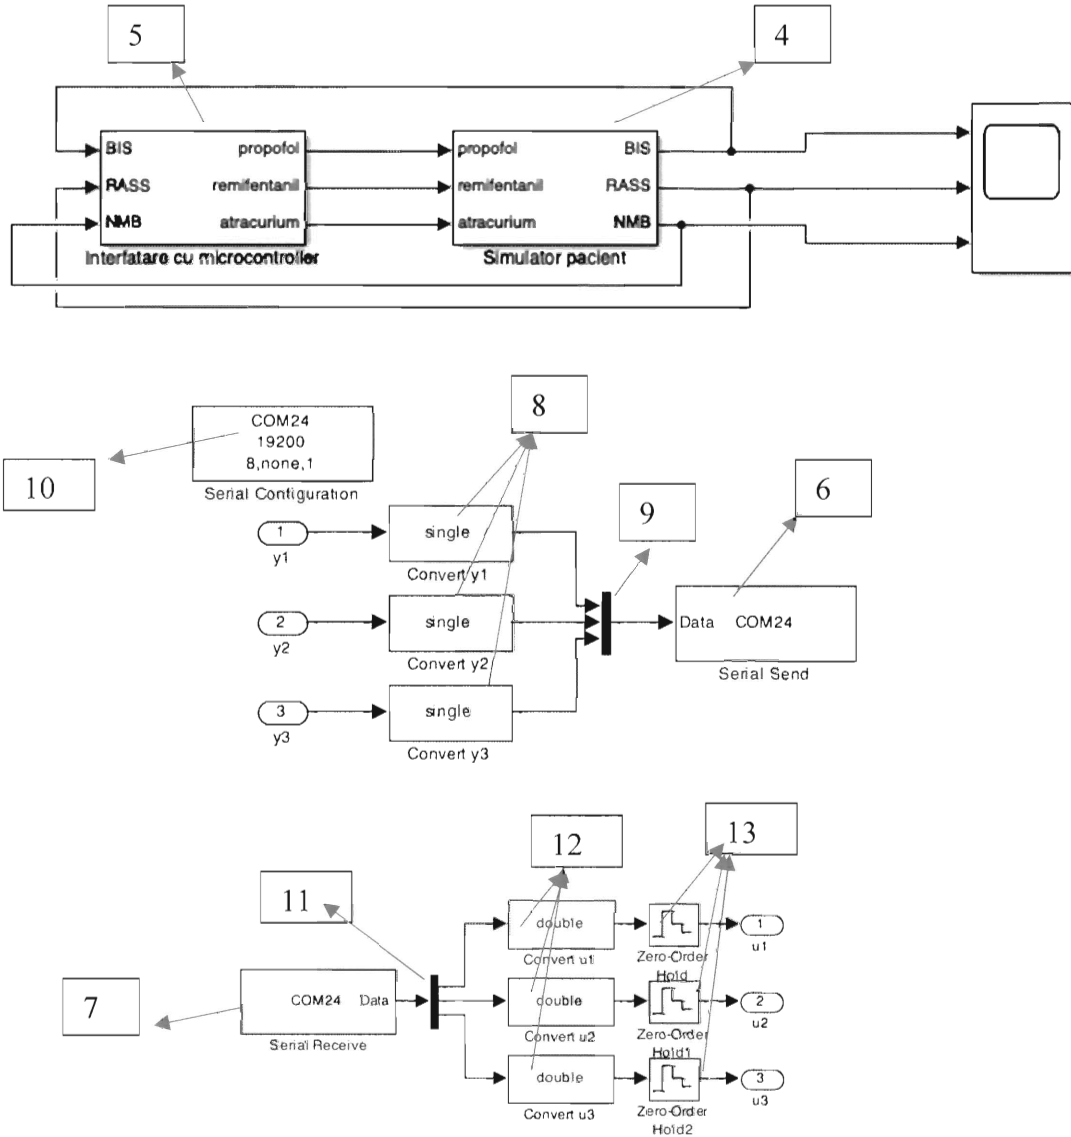 5
4
BIS
propofol
propofol
BIS
RASS
remifentanil
remifentanil
RASS
NMB
atracurium
atracurium
NMB
Interfatare cu microcontroller
Simulator pacient
8
COM24
19200
8,none,1
Serial Configuration
10
6
9
1
y1
single
Convert y1
2
y2
single
Convert y2
Data
COM24
Serial Send
3
y3
single
Convert y3
12
13
11
double
Convert u1
Zero-Order
Hold
1
u1
7
COM24
Data
Serial Receive
double
Convert u2
Zero-Order
Hold1
2
u2
double
Convert u3
Zero-Order
Hold2
3
u3